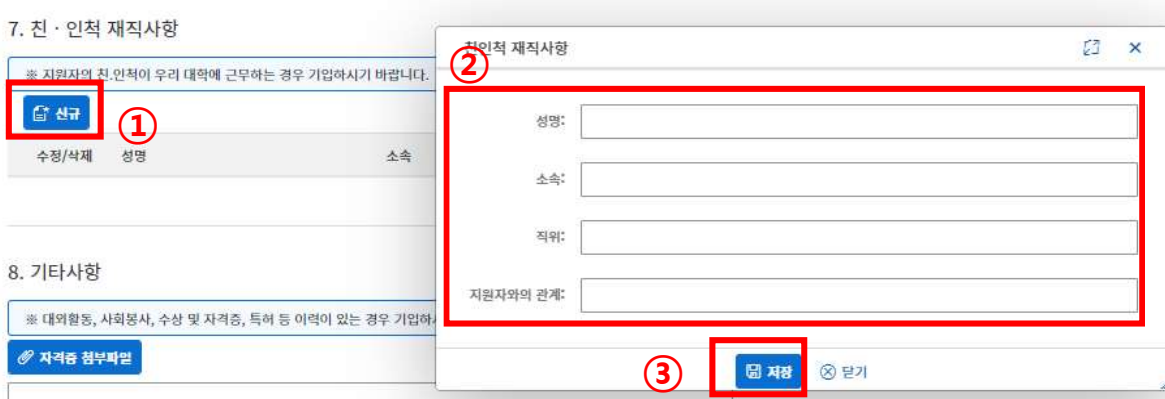 7. 친 · 인척 재직사항
※ 지원자의 친.인척이 우리 대학에 근무하는 경우 기입하시기 바랍니다.
신규
①
수정/삭제 성명 소속
8. 기타사항
※ 대외활동, 사회봉사, 수상 및 자격증, 특허 등 이력이 있는 경우 기입하
자격증 첨부파일
친인척 재직사항
②
성명:
소속:
직위:
지원자와의 관계:
③
저장
닫기